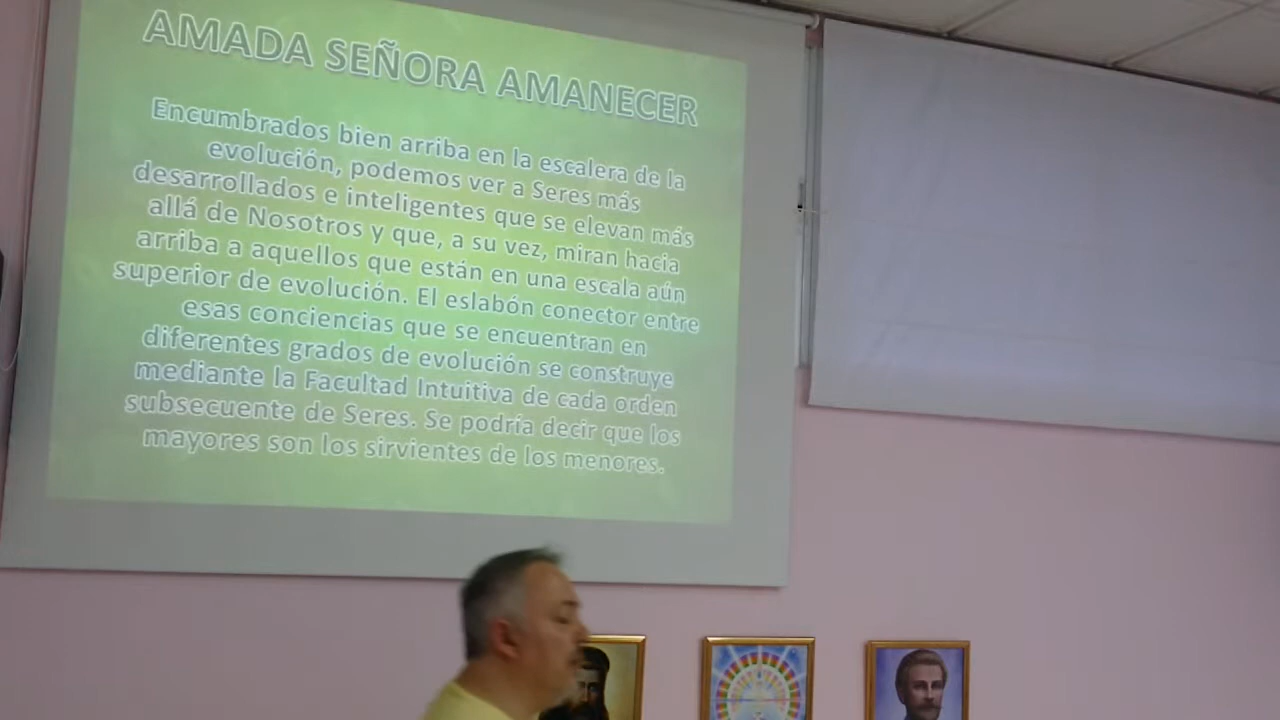 AMADA SEÑORA AMANECER
Encumbrados bien arriba en la escalera de la
evolución, podemos ver a Seres más
desarrollados e inteligentes que se elevan más
allá de Nosotros y que, a su vez, miran hacia
arriba a aquellos que están en una escala aún
superior de evolución. El eslabón conector entre
esas conciencias que se encuentran en
diferentes grados de evolución se construye
mediante la Facultad Intuitiva de cada orden
subsecuente de Seres. Se podría decir que los
mayores son los sirvientes de los menores.